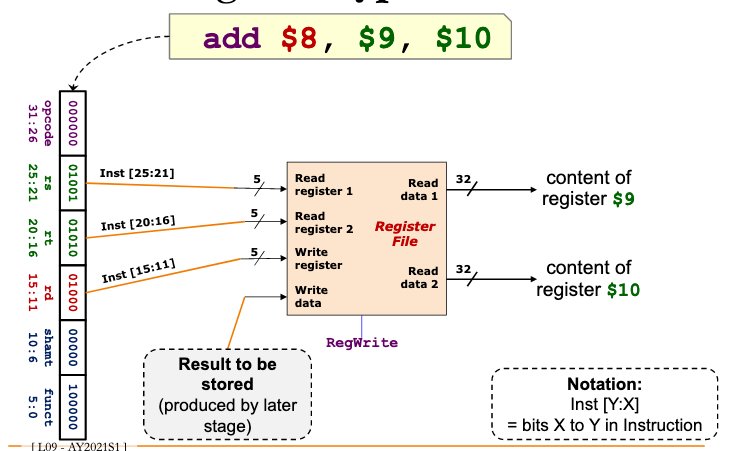 add $8, $9, $10
opcode
31:26
000000
rs
25:21
01001
rt
20:16
01010
rd
15:11
01000
shamt
10:6
00000
funct
5:0
100000
Inst [25:21]
Inst [20:16]
Inst [15:11]
5
5
5
Read
register 1
Read
register 2
Write
register
Write
data
Read
data 1
Register
File
Read
data 2
RegWrite
32
32
content of
register $9
content of
register $10
Result to be
stored
(produced by later
stage)
Notation:
Inst [Y:X]
= bits X to Y in Instruction
[ L09 - AY2021S1 ]